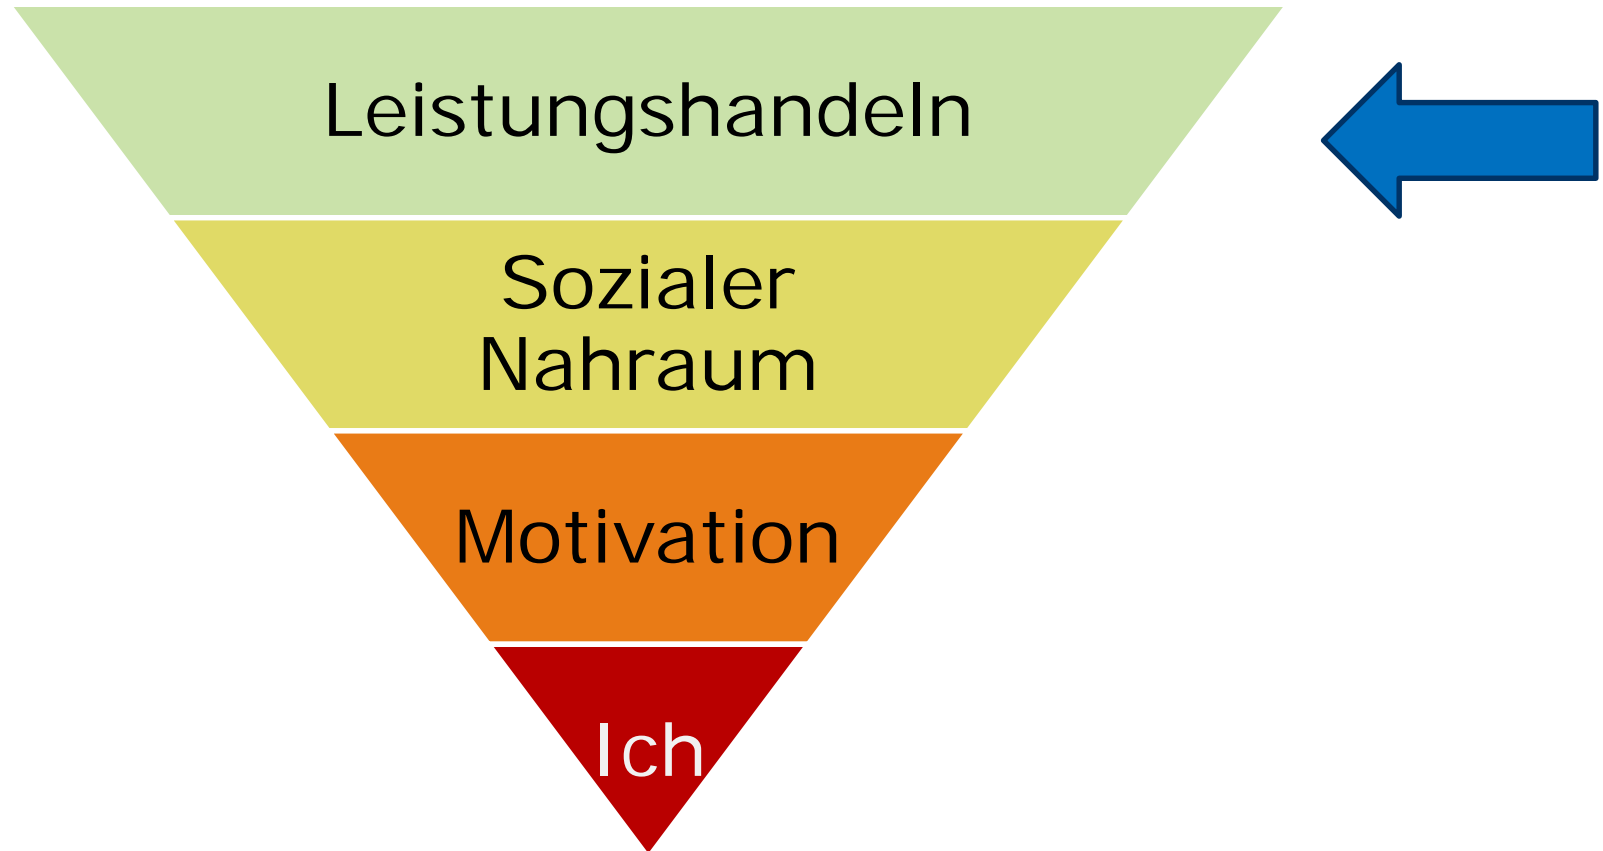 Leistungshandeln
Sozialer
Nahraum
Motivation
Ich